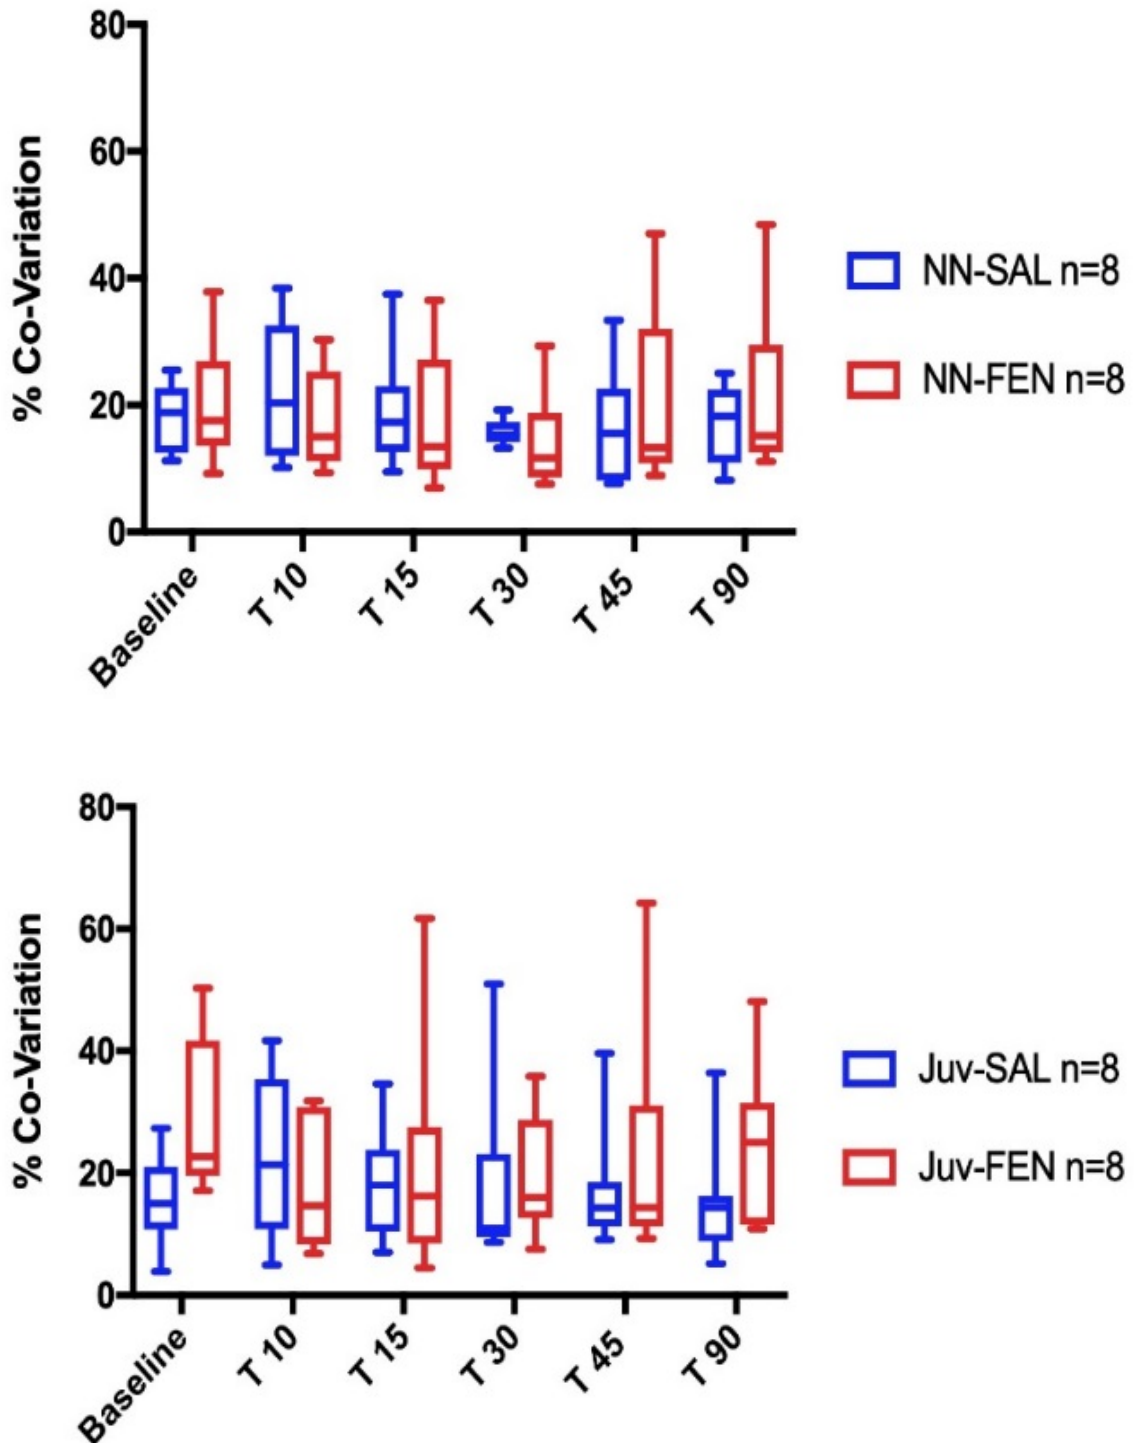 80
60
40
20
0
% Co-Variation
Baseline
T 10
T 15
T 30
T 45
T 90
NN-SAL n=8
NN-FEN n=8
80
60
40
20
0
% Co-Variation
Baseline
T 10
T 15
T 30
T 45
T 90
Juv-SAL n=8
Juv-FEN n=8